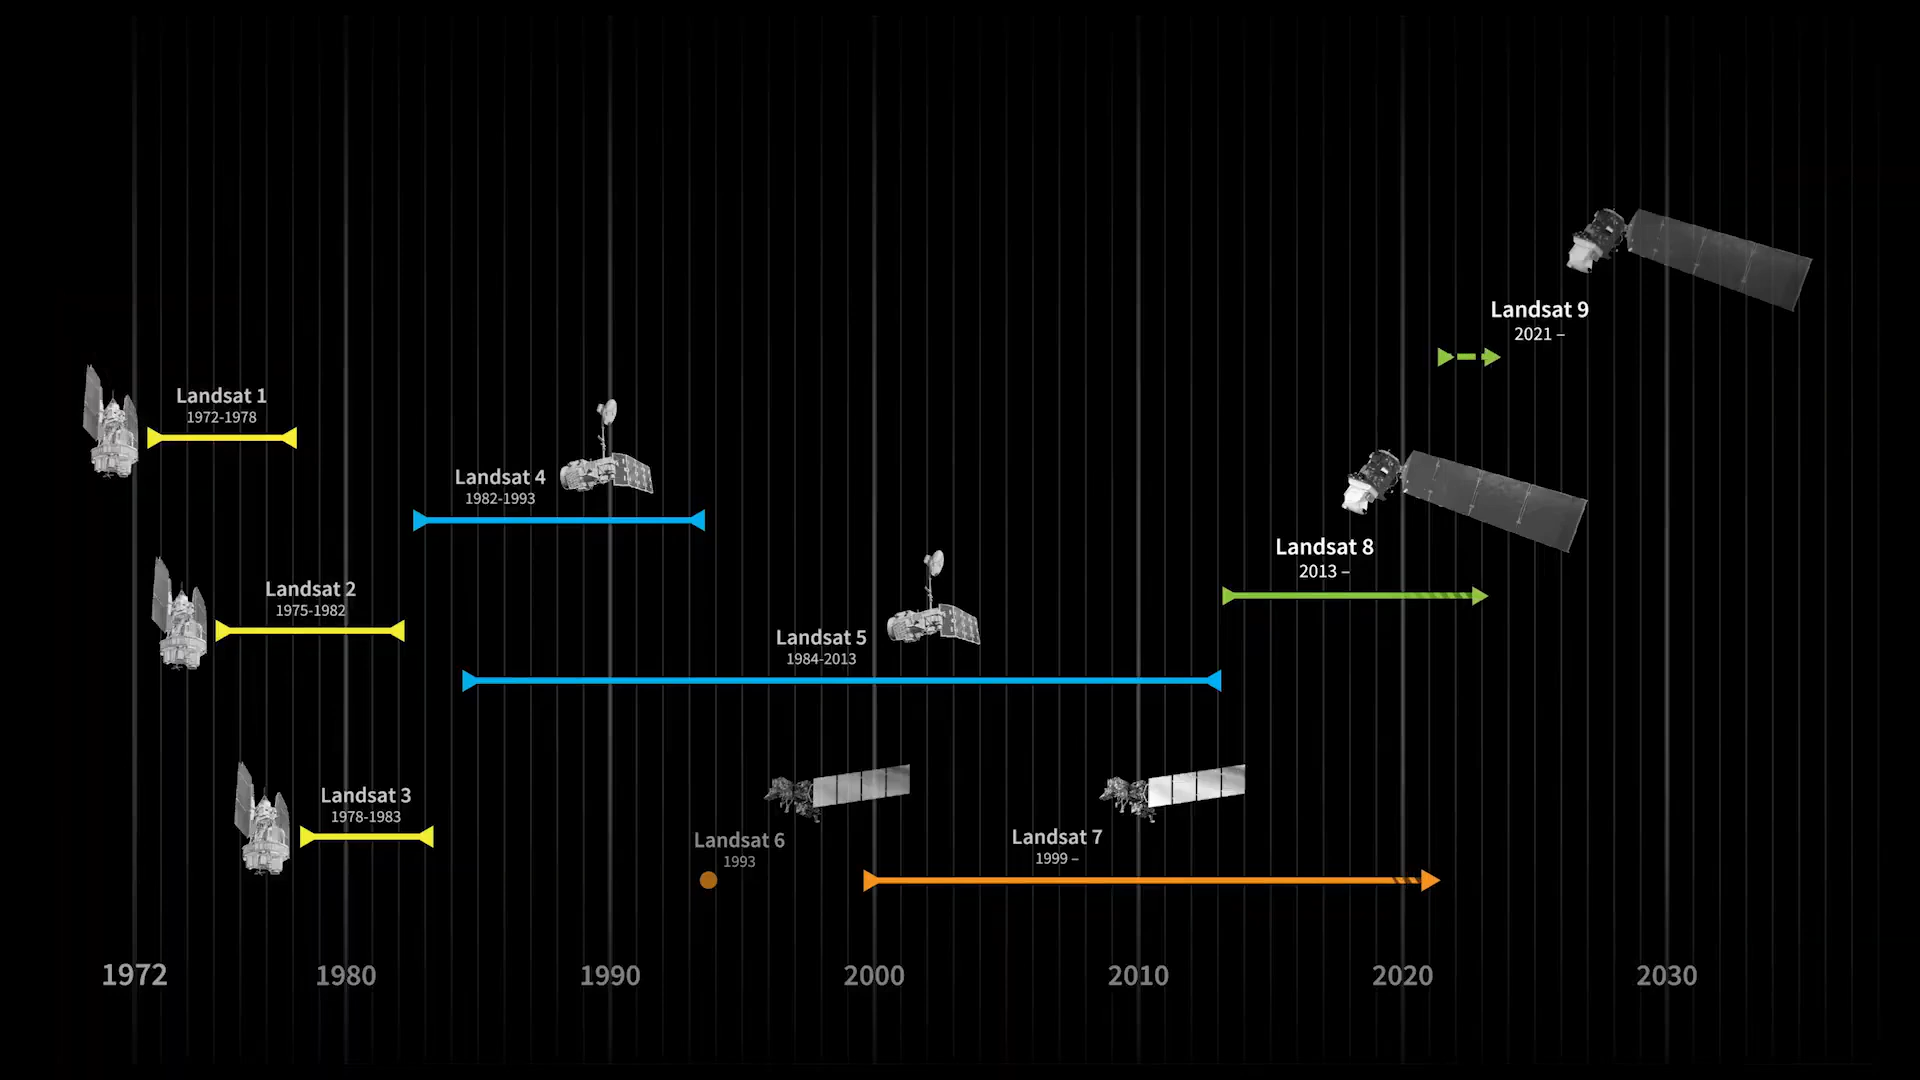 Landsat 9
2021 –
Landsat 1
1972-1978
Landsat 4
1982-1993
Landsat 8
2013 –
Landsat 2
1975-1982
Landsat 5
1984-2013
Landsat 3
1978-1983
Landsat 6
1993
Landsat 7
1999 –
1972 1980 1990 2000 2010 2020 2030